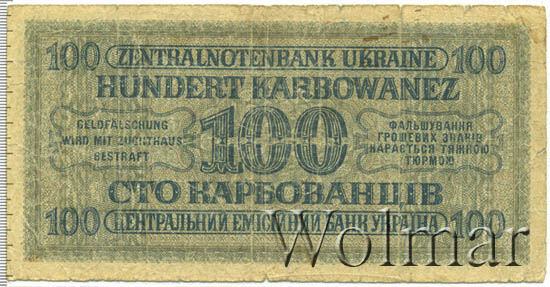 100 ZENTRALNOTENBANK UKRAINE 100
HUNDERT KARBOWANEZ
GELDFÄLSCHUNG
WIRD MIT ZUCHTHAUS
BESTRAFT
100
ФАЛЬШУВАННЯ
ГРОШЕВИХ ЗНАКІВ
КАРАЄТЬСЯ ТЯЖКОЮ
ТЮРМОЮ
СТО КАРБОВАНЦІВ
100 ЦЕНТРАЛЬНИЙ ЕМІСІЙНИЙ БАНК УКРАЇНА 100
Wolmar